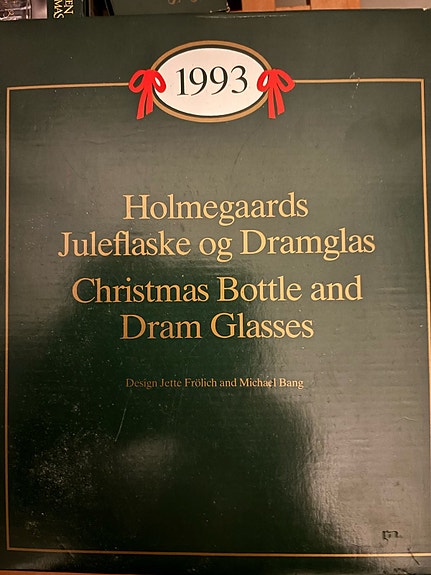 1993
Holmegaards
Juleflaske og Dramglas
Christmas Bottle and
Dram Glasses
Design Jette Frölich and Michael Bang